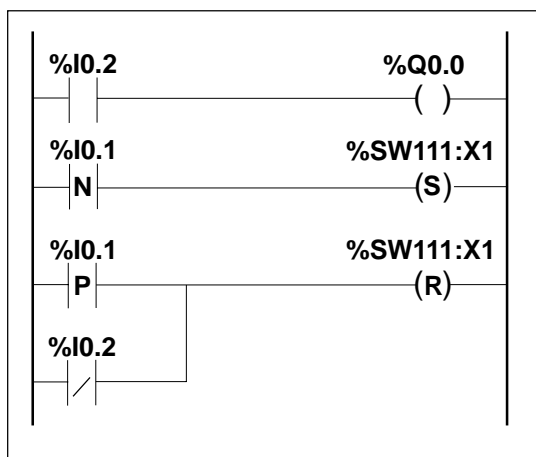 %I0.2 %Q0.0
( )
%I0.1 %SW111:X1
N (S)
%I0.1 %SW111:X1
P (R)
%I0.2
/